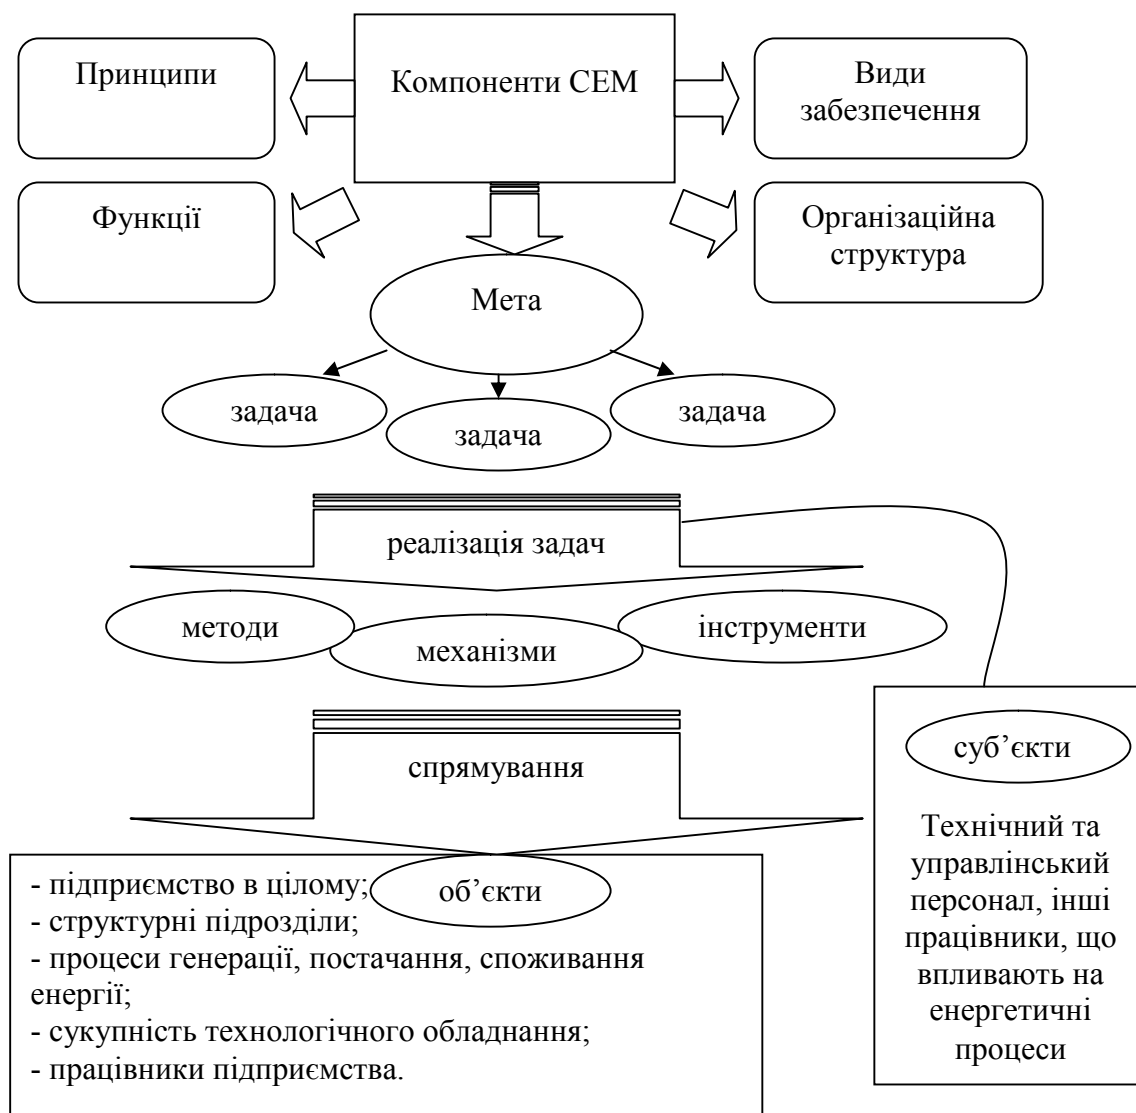 Принципи
Компоненти СЕМ
Види
забезпечення
Функції
Організаційна
структура
Мета
задача
задача
задача
реалізація задач
методи
механізми
інструменти
спрямування
суб’єкти
Технічний та
управлінський
персонал, інші
працівники, що
впливають на
енергетичні
процеси
об’єкти
- підприємство в цілому;
- структурні підрозділи;
- процеси генерації, постачання, споживання
енергії;
- сукупність технологічного обладнання;
- працівники підприємства.